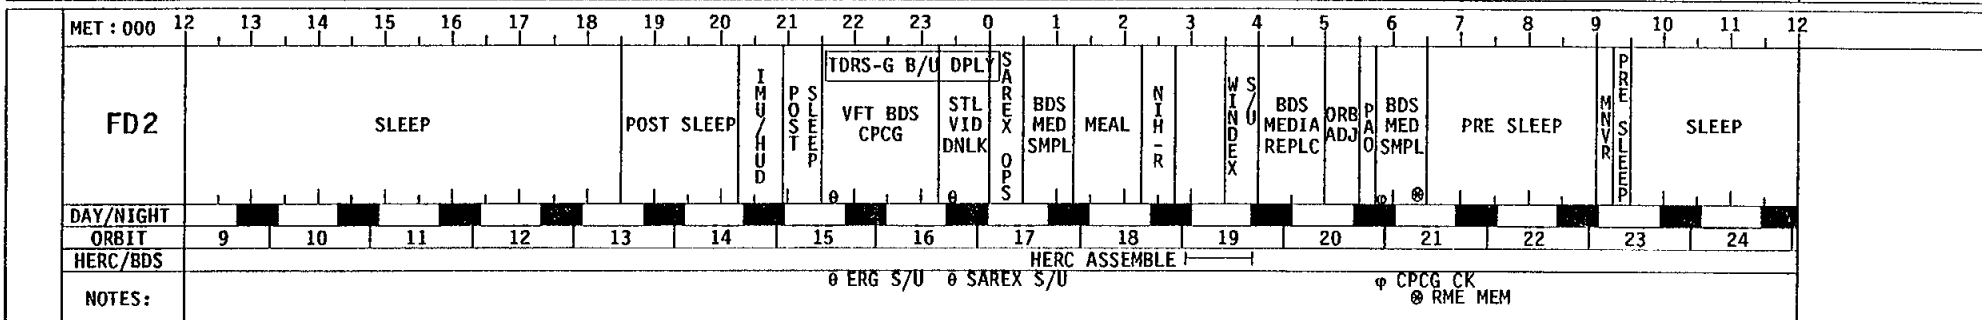 MET:000 12 13 14 15 16 17 18 19 20 21 22 23 0 1 2 3 4 5 6 7 8 9 10 11 12
FD2
SLEEP
POST SLEEP
IMU/HUD
POST SLEEP
TDRS-G B/U DPLY
VFT BDS
CPCG
STL
VID
DNLK
SAREX OPS
BDS
MED
SMPL
MEAL
NIH-R
WINDEX S/U
BDS
MEDIA
REPLC
ORB
ADJ
PAO
BDS
MED
SMPL
PRE SLEEP
MNVR
PRE SLEEP
SLEEP
θ θ φ ⊗
DAY/NIGHT
ORBIT 9 10 11 12 13 14 15 16 17 18 19 20 21 22 23 24
HERC/BDS HERC ASSEMBLE
NOTES: θ ERG S/U θ SAREX S/U φ CPCG CK
⊗ RME MEM